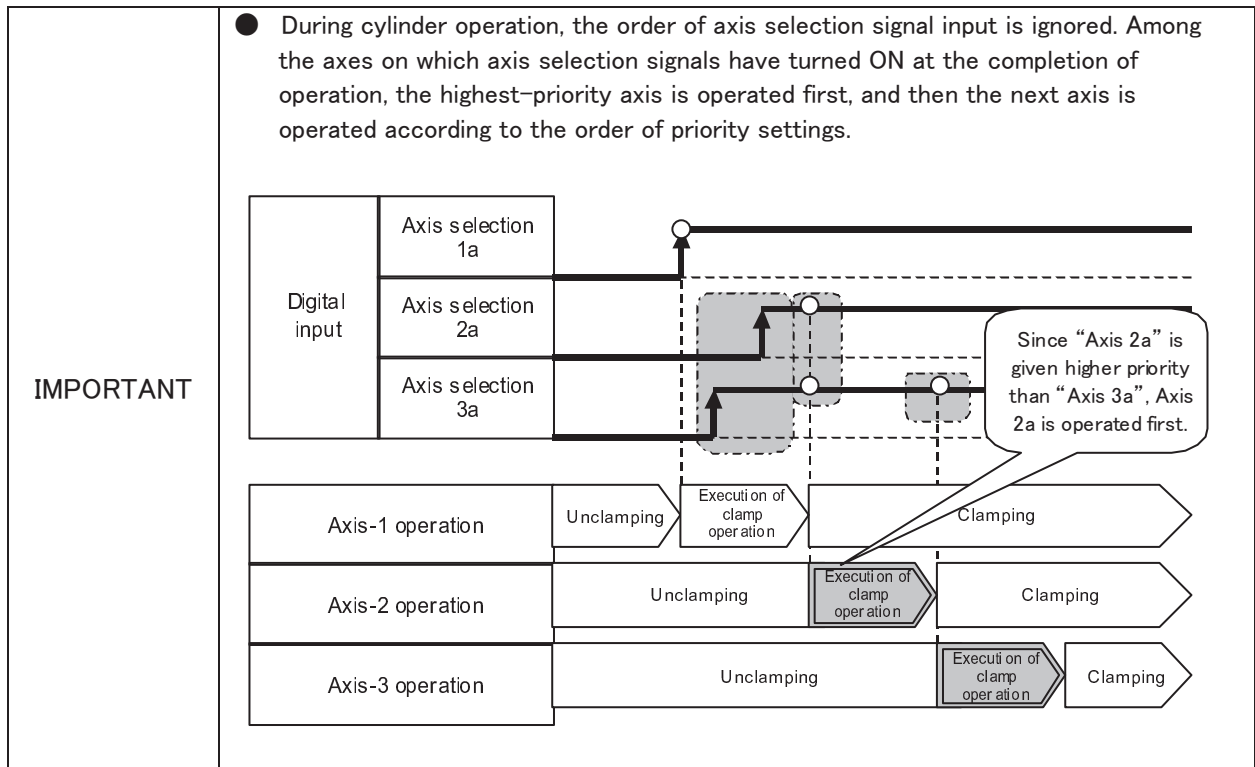 ● During cylinder operation, the order of axis selection signal input is ignored. Among
the axes on which axis selection signals have turned ON at the completion of
operation, the highest-priority axis is operated first, and then the next axis is
operated according to the order of priority settings.
IMPORTANT
Digital
input
Axis selection
1a
Axis selection
2a
Axis selection
3a
Since “Axis 2a” is
given higher priority
than “Axis 3a”, Axis
2a is operated first.
Axis-1 operation
Unclamping
Execution of
clamp
operation
Clamping
Axis-2 operation
Unclamping
Execution of
clamp
operation
Clamping
Axis-3 operation
Unclamping
Execution of
clamp
operation
Clamping